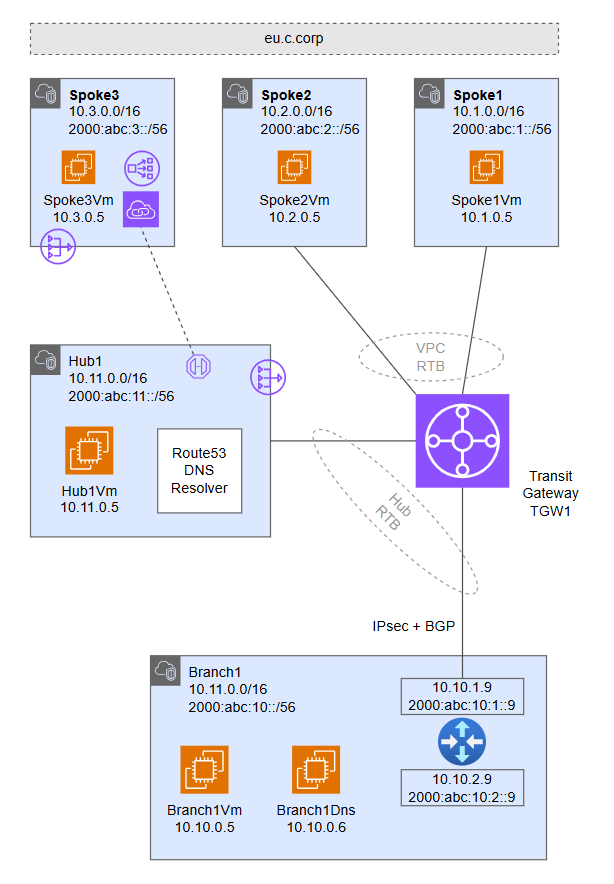 eu.c.corp
Spoke3
10.3.0.0/16
2000:abc:3::/56
Spoke3Vm
10.3.0.5
Spoke2
10.2.0.0/16
2000:abc:2::/56
Spoke2Vm
10.2.0.5
Spoke1
10.1.0.0/16
2000:abc:1::/56
Spoke1Vm
10.1.0.5
VPC
RTB
Hub1
10.11.0.0/16
2000:abc:11::/56
Hub1Vm
10.11.0.5
Route53
DNS
Resolver
Transit
Gateway
TGW1
Hub
RTB
IPsec + BGP
Branch1
10.11.0.0/16
2000:abc:10::/56
Branch1Vm
10.10.0.5
Branch1Dns
10.10.0.6
10.10.1.9
2000:abc:10:1::9
10.10.2.9
2000:abc:10:2::9